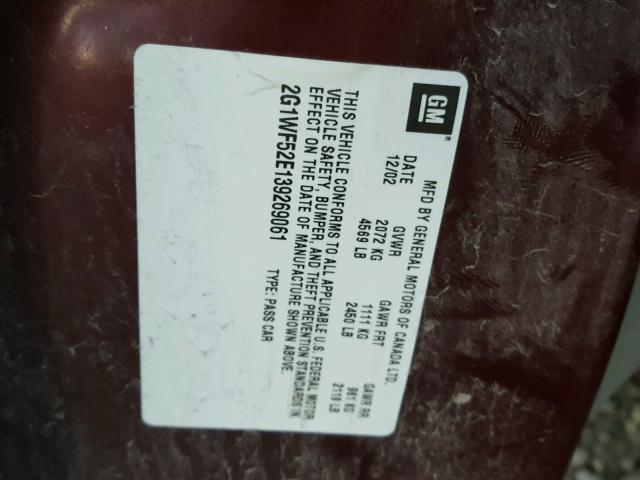 GM
MFD BY GENERAL MOTORS OF CANADA LTD.
DATE GVWR GAWR FRT GAWR RR
12/02 2072 KG 1111 KG 961 KG
4569 LB 2450 LB 2119 LB
THIS VEHICLE CONFORMS TO ALL APPLICABLE U.S. FEDERAL MOTOR
VEHICLE SAFETY, BUMPER, AND THEFT PREVENTION STANDARDS IN
EFFECT ON THE DATE OF MANUFACTURE SHOWN ABOVE.
2G1WF52E139269061 TYPE: PASS CAR